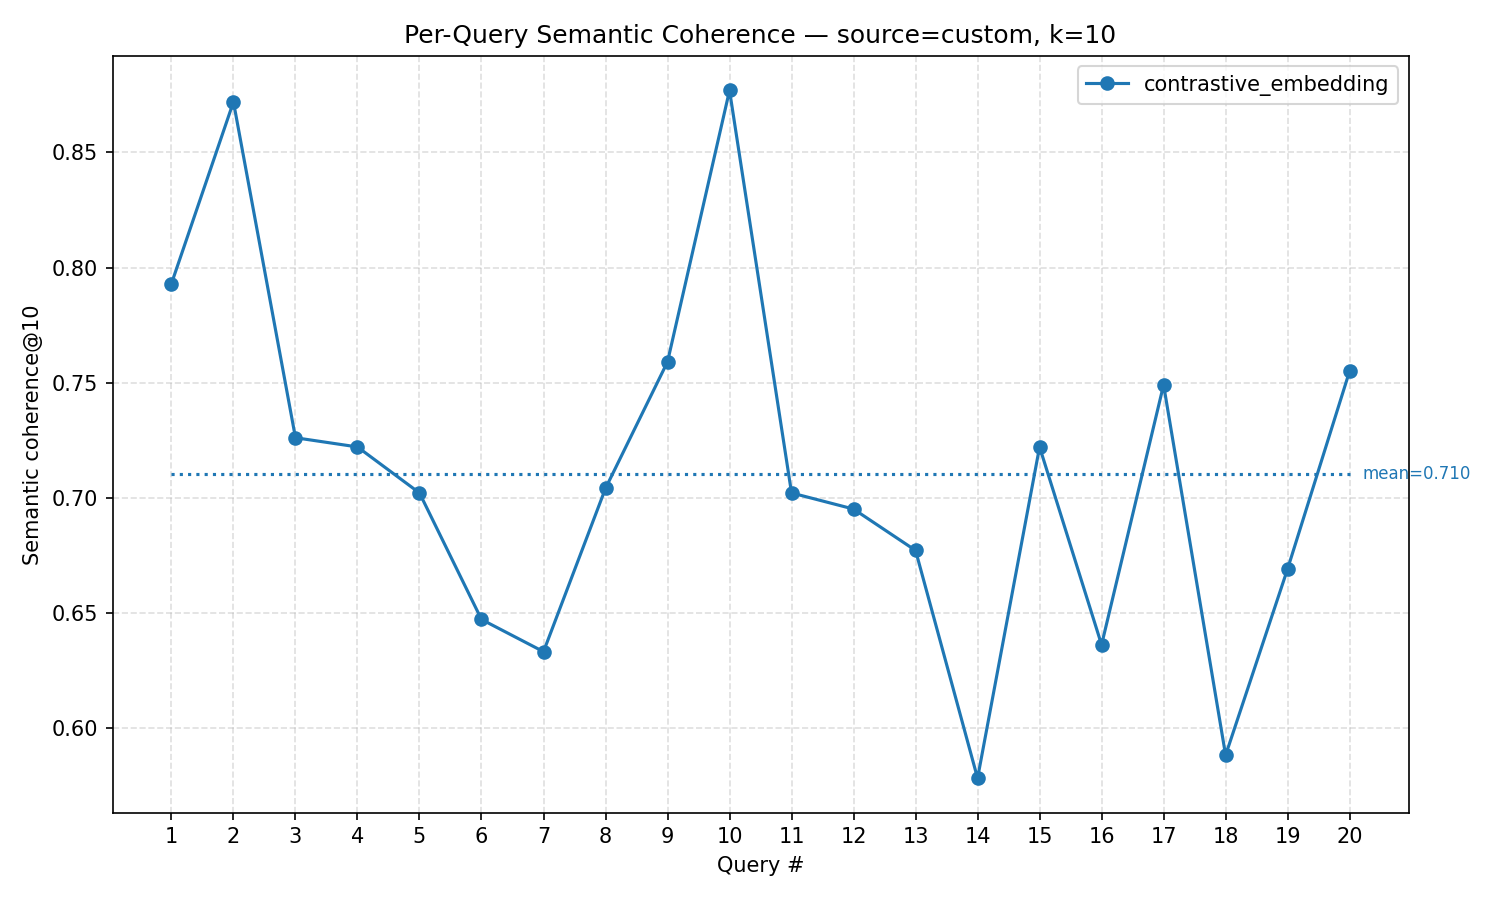 Per-Query Semantic Coherence — source=custom, k=10
contrastive_embedding
Semantic coherence@10
0.85
0.80
0.75
0.70
0.65
0.60
mean=0.710
1 2 3 4 5 6 7 8 9 10 11 12 13 14 15 16 17 18 19 20
Query #